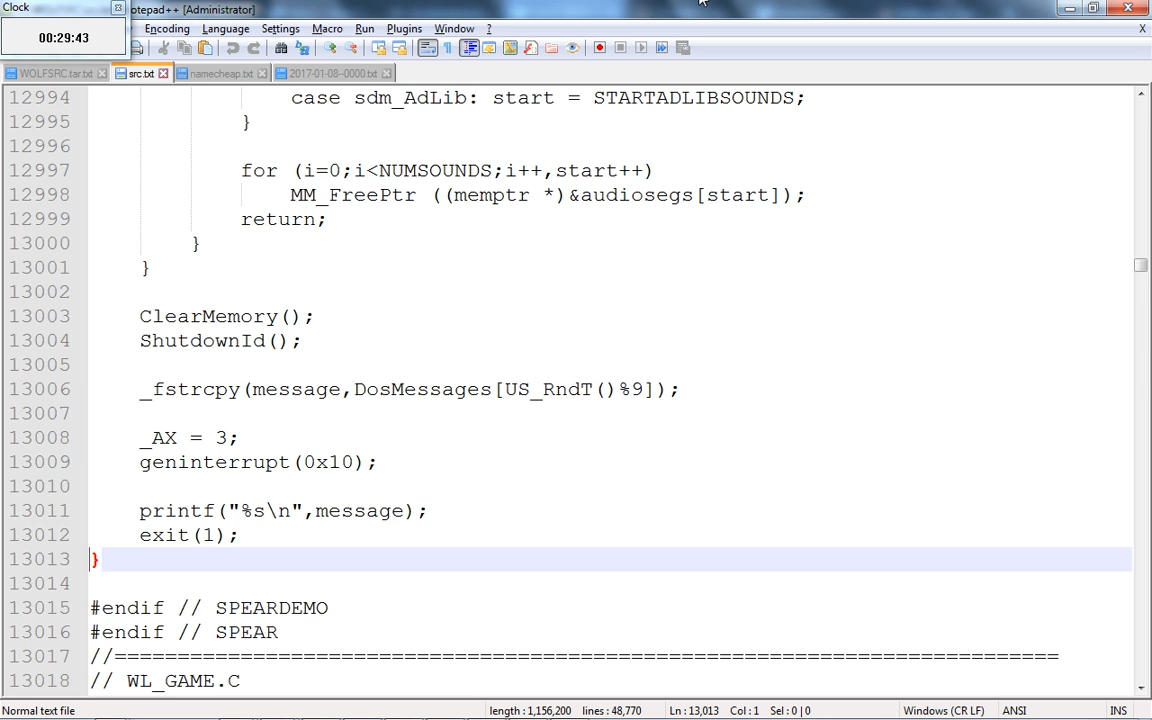 Clock
otepad++ [Administrator]
00:29:43
Encoding Language Settings Macro Run Plugins Window ? X
WOLFSRC.tar.txt src.txt namecheap.txt 2017-01-08--0000.txt
12994 case sdm_AdLib: start = STARTADLIBSOUNDS;
12995 }
12996
12997 for (i=0;i<NUMSOUNDS;i++,start++)
12998 MM_FreePtr ((memptr *)&audiosegs[start]);
12999 return;
13000 }
13001 }
13002
13003 ClearMemory();
13004 ShutdownId();
13005
13006 _fstrcpy(message,DosMessages[US_RndT()%9]);
13007
13008 _AX = 3;
13009 geninterrupt(0x10);
13010
13011 printf("%s\n",message);
13012 exit(1);
13013 }
13014
13015 #endif // SPEARDEMO
13016 #endif // SPEAR
13017 //===========================================================================
13018 // WL_GAME.C
Normal text file length : 1,156,200 lines : 48,770 Ln : 13,013 Col : 1 Sel : 0 | 0 Windows (CR LF) ANSI INS